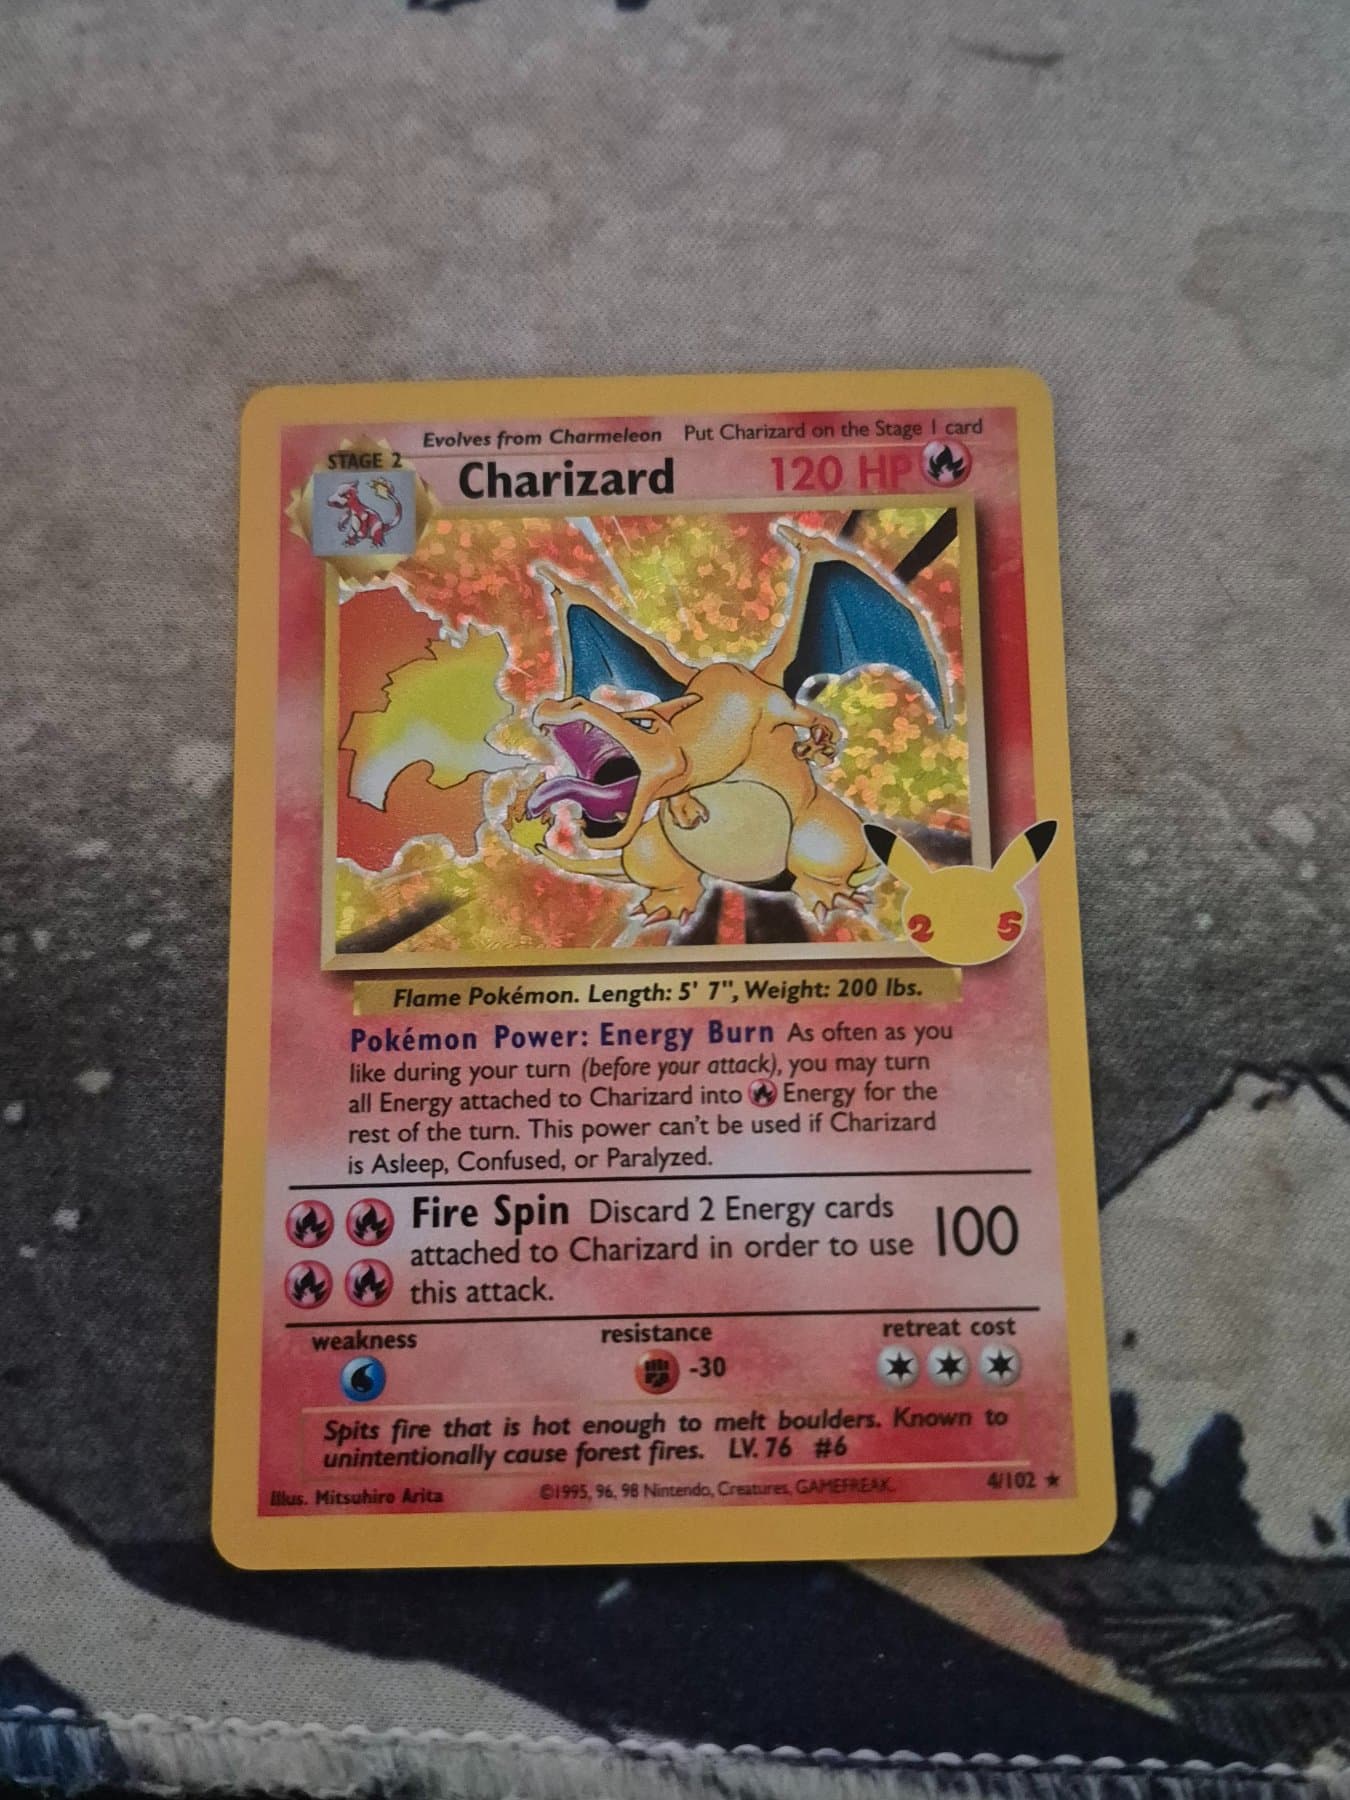 Evolves from Charmeleon Put Charizard on the Stage 1 card
STAGE 2
Charizard 120 HP
25
Flame Pokémon. Length: 5' 7", Weight: 200 lbs.
Pokémon Power: Energy Burn As often as you
like during your turn (before your attack), you may turn
all Energy attached to Charizard into Energy for the
rest of the turn. This power can't be used if Charizard
is Asleep, Confused, or Paralyzed.
Fire Spin Discard 2 Energy cards 100
attached to Charizard in order to use
this attack.
weakness resistance retreat cost
-30
Spits fire that is hot enough to melt boulders. Known to
unintentionally cause forest fires. LV. 76 #6
Illus. Mitsuhiro Arita ©1995, 96, 98 Nintendo, Creatures, GAMEFREAK. 4/102 ★